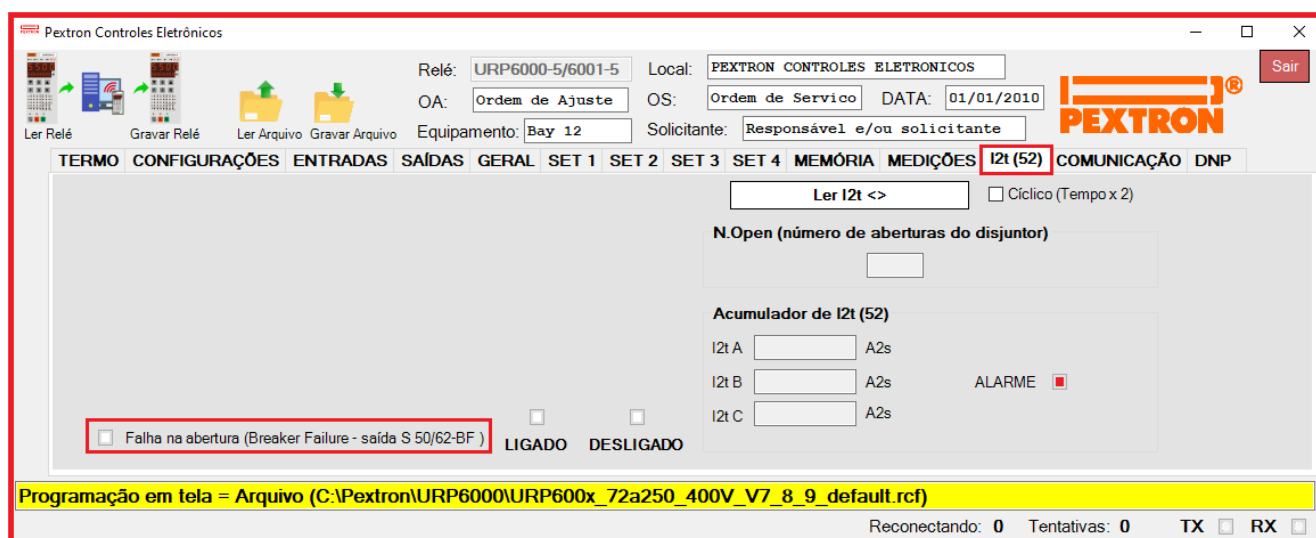 Pextron Controles Eletrônicos
Relé: URP6000-5/6001-5 Local: PEXTRON CONTROLES ELETRONICOS Sair
OA: Ordem de Ajuste OS: Ordem de Servico DATA: 01/01/2010
Ler Relé Gravar Relé Ler Arquivo Gravar Arquivo Equipamento: Bay 12 Solicitante: Responsável e/ou solicitante PEXTRON ®
TERMO CONFIGURAÇÕES ENTRADAS SAÍDAS GERAL SET 1 SET 2 SET 3 SET 4 MEMÓRIA MEDIÇÕES I2t (52) COMUNICAÇÃO DNP
Ler I2t <> Cíclico (Tempo x 2)
N.Open (número de aberturas do disjuntor)
Acumulador de I2t (52)
I2t A A2s
I2t B A2s ALARME
I2t C A2s
Falha na abertura (Breaker Failure - saída S 50/62-BF ) LIGADO DESLIGADO
Programação em tela = Arquivo (C:\Pextron\URP6000\URP600x_72a250_400V_V7_8_9_default.rcf)
Reconectando: 0 Tentativas: 0 TX RX